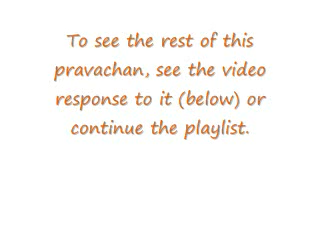 To see the rest of this
pravachan, see the video
response to it (below) or
continue the playlist.